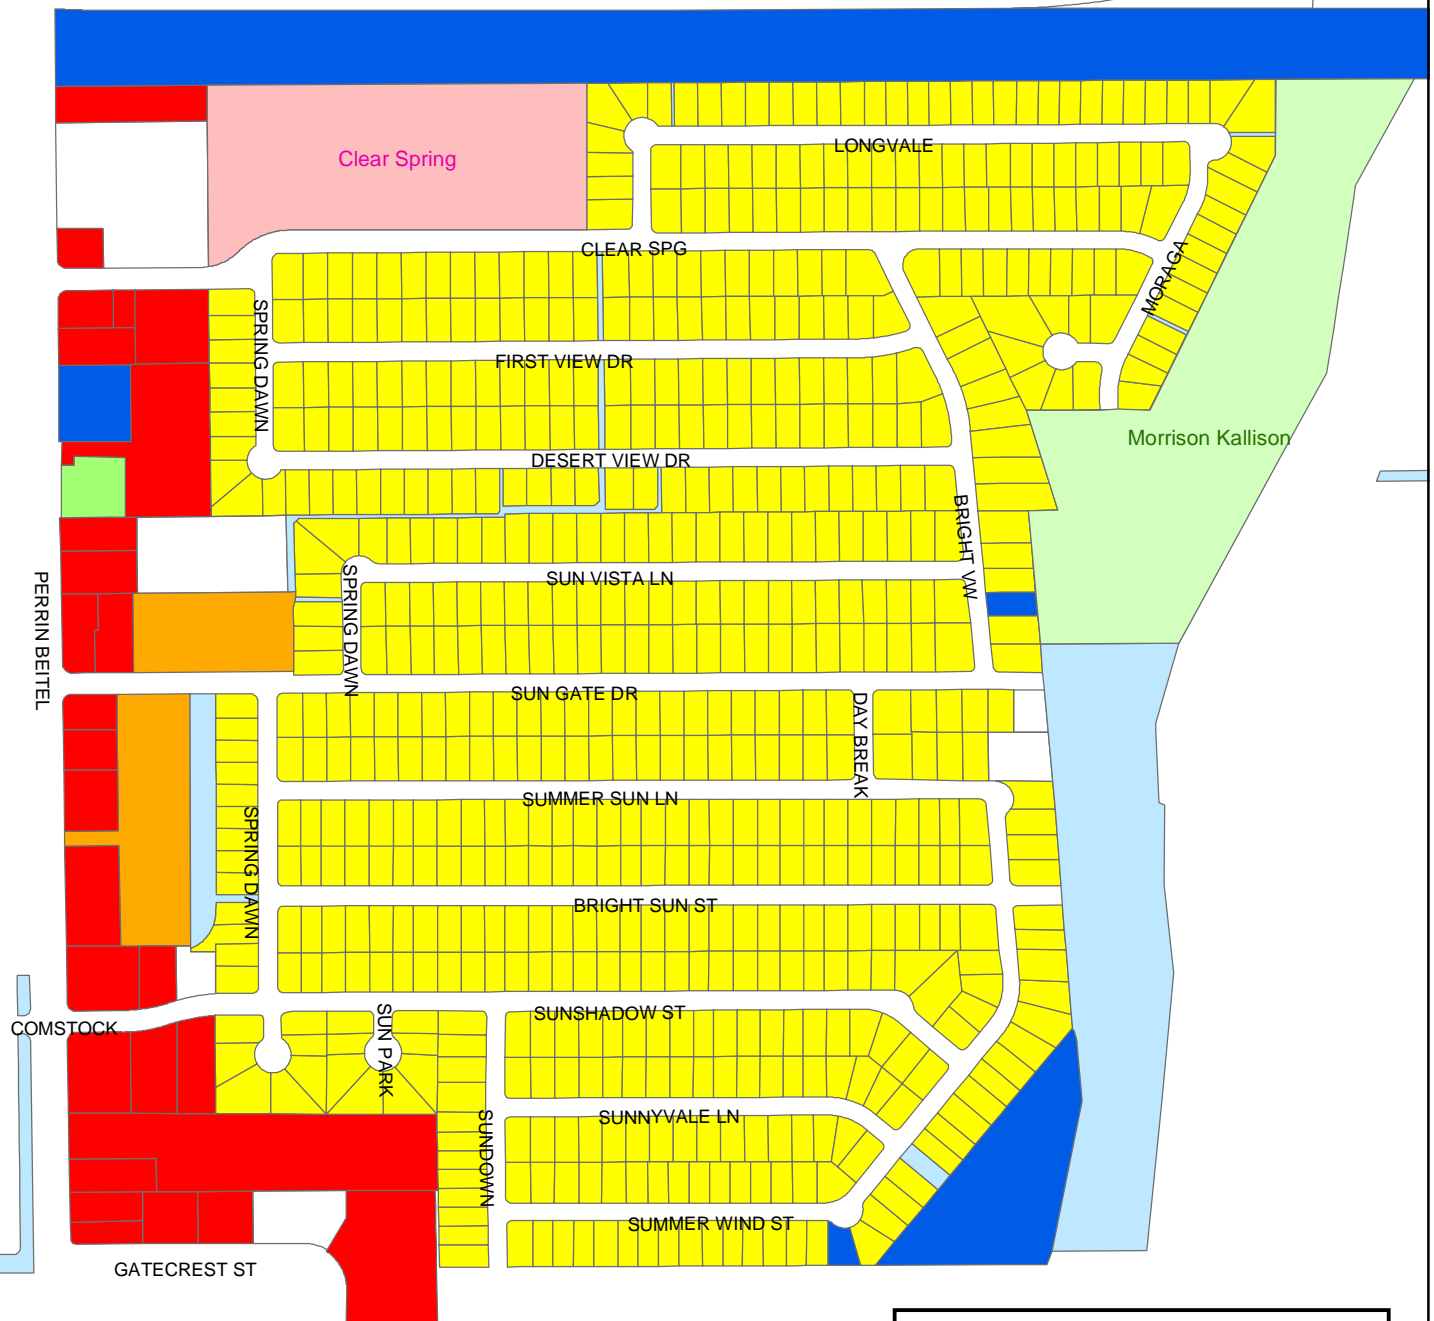 LONGVALE
Clear Spring
CLEAR SPG
MORAGA
SPRING DAWN
FIRST VIEW DR
Morrison Kallison
DESERT VIEW DR
BRIGHT VW
SUN VISTA LN
SPRING DAWN
PERRIN BEITEL
SUN GATE DR
DAY BREAK
SUMMER SUN LN
SPRING DAWN
BRIGHT SUN ST
SUNSHADOW ST
SUN PARK
COMSTOCK
SUNNYVALE LN
SUNDOWN
SUMMER WIND ST
GATECREST ST